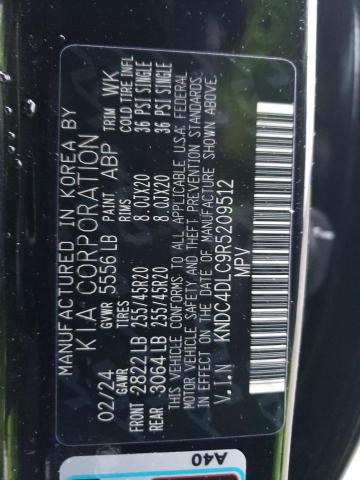 MANUFACTURED IN KOREA BY
KIA CORPORATION
02/24 GVWR 5556 LB PAINT ABP TRIM WK
GAWR RIMS COLD TIRE INFL
FRONT 2822 LB 255/45R20 8.0JX20 36 PSI SINGLE
REAR 3064 LB 255/45R20 8.0JX20 36 PSI SINGLE
THIS VEHICLE CONFORMS TO ALL APPLICABLE U.S.A. FEDERAL
MOTOR VEHICLE SAFETY AND THEFT PREVENTION STANDARDS
IN EFFECT ON THE DATE OF MANUFACTURE SHOWN ABOVE.
V.I.N KNDC4DLC9R5209512
MPV
A40